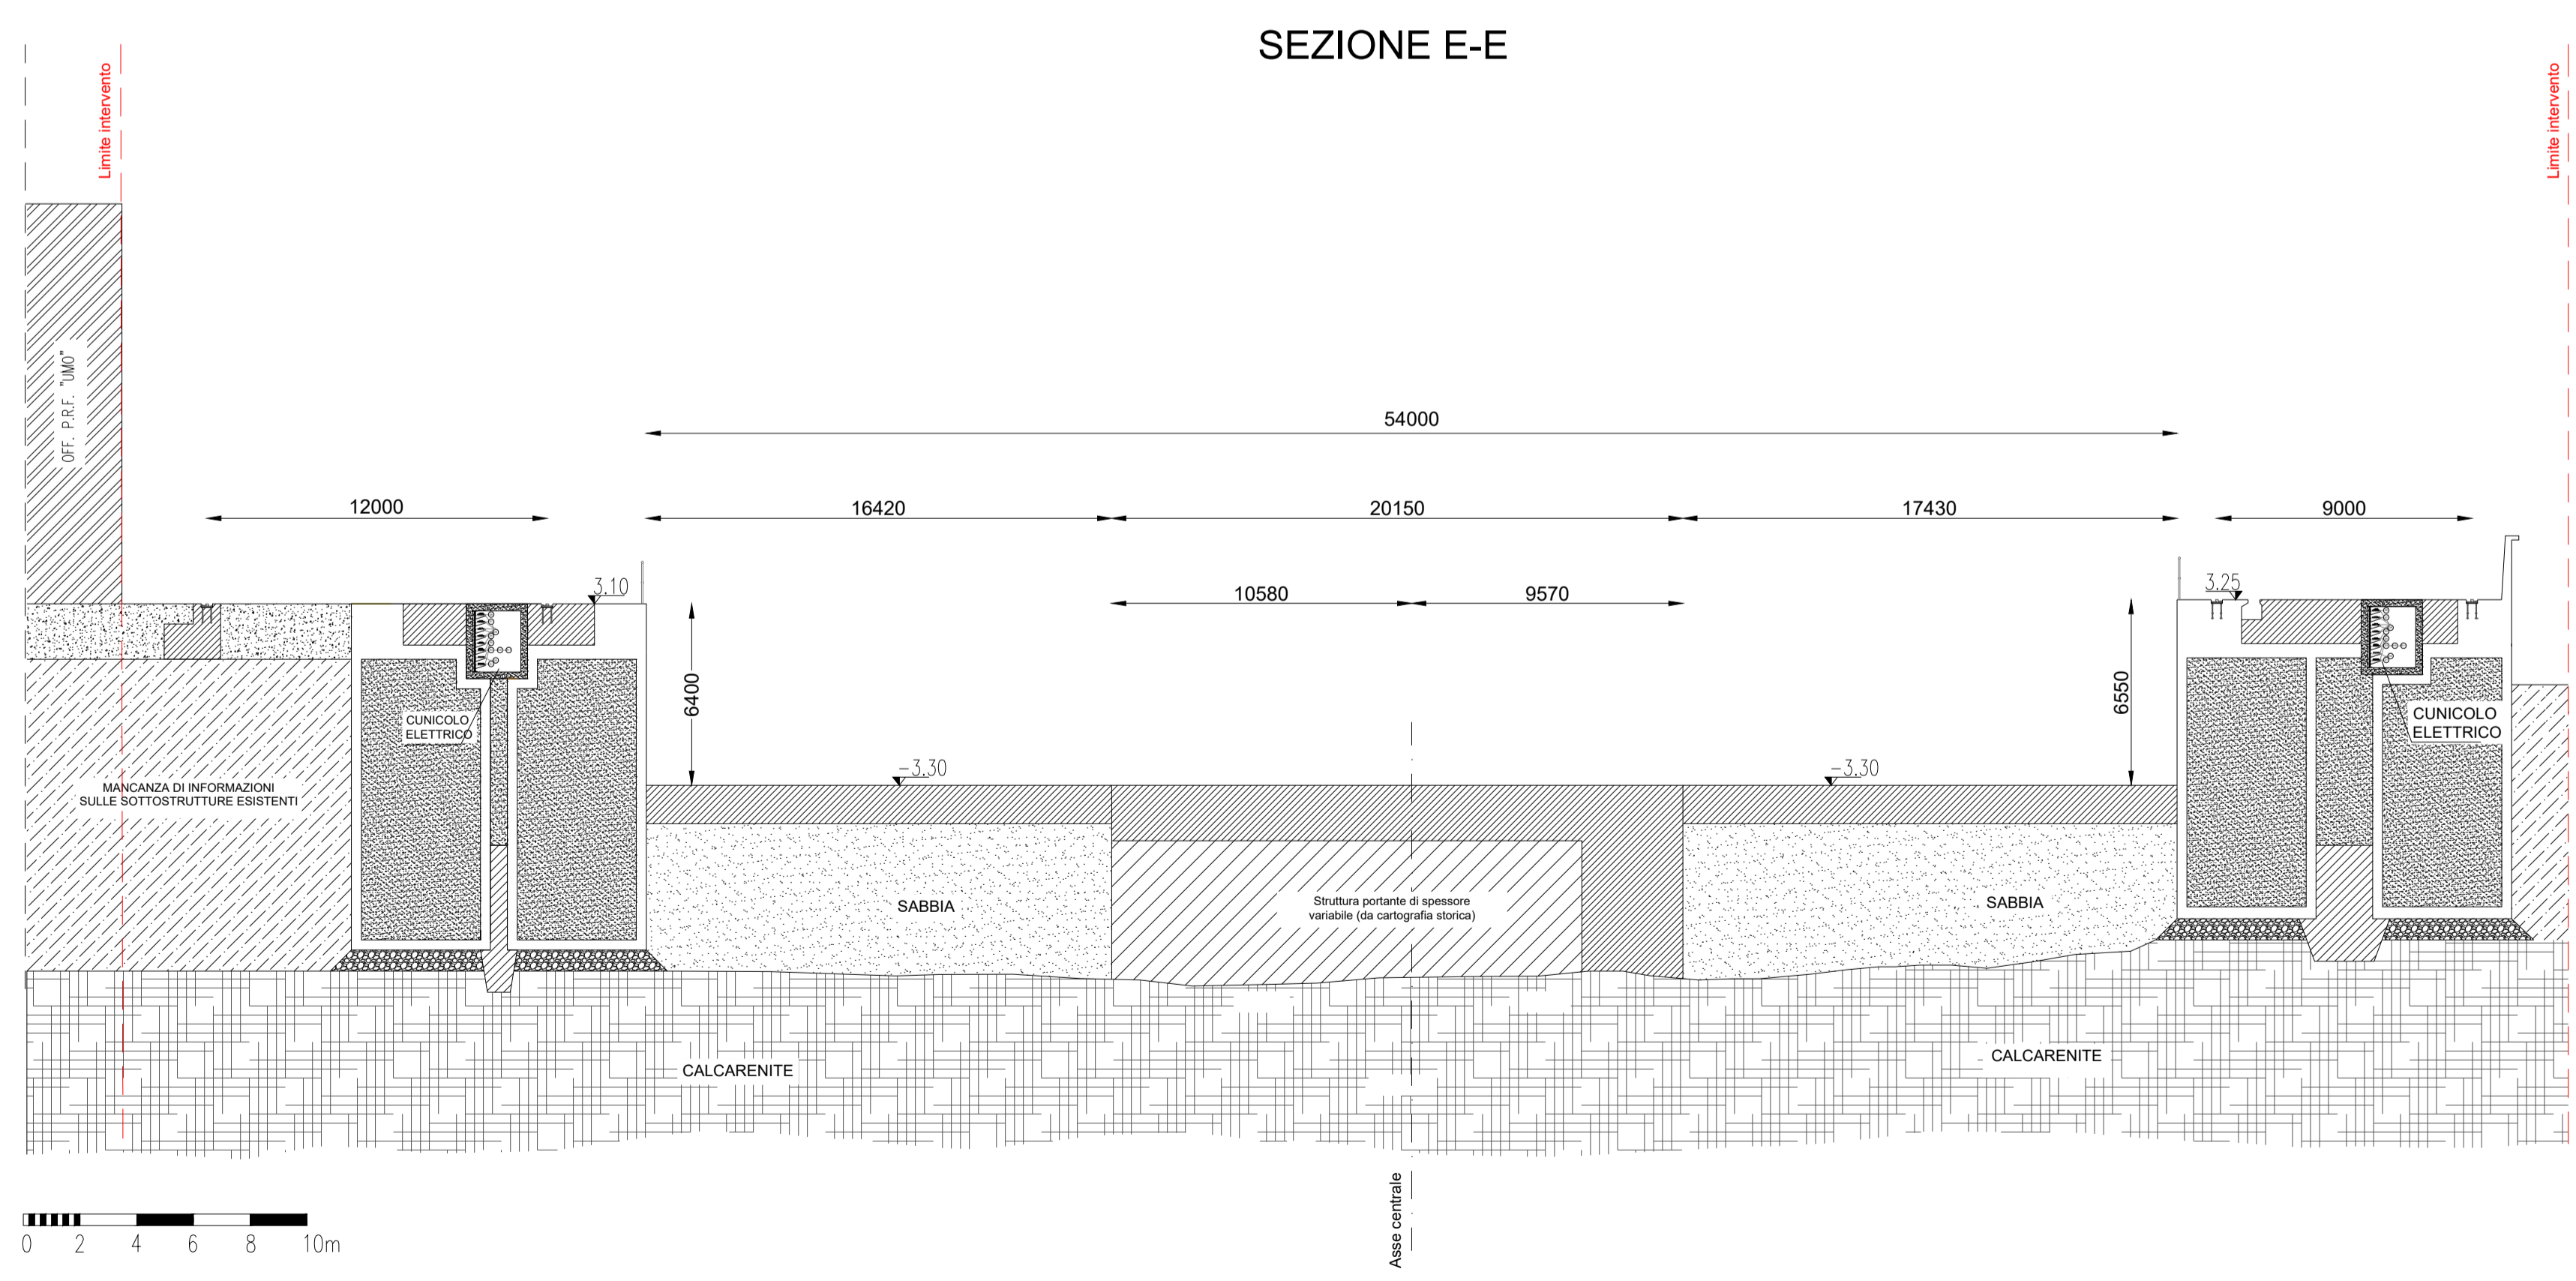 SEZIONE E-E
Limite intervento
Limite intervento
OFF. P.R.F. "UMO"
54000
12000
16420
20150
17430
9000
10580
9570
3.10
3.25
6400
6550
CUNICOLO
ELETTRICO
CUNICOLO
ELETTRICO
-3.30
-3.30
MANCANZA DI INFORMAZIONI
SULLE SOTTOSTRUTTURE ESISTENTI
SABBIA
Struttura portante di spessore
variabile (da cartografia storica)
SABBIA
CALCARENITE
CALCARENITE
Asse centrale
0 2 4 6 8 10m